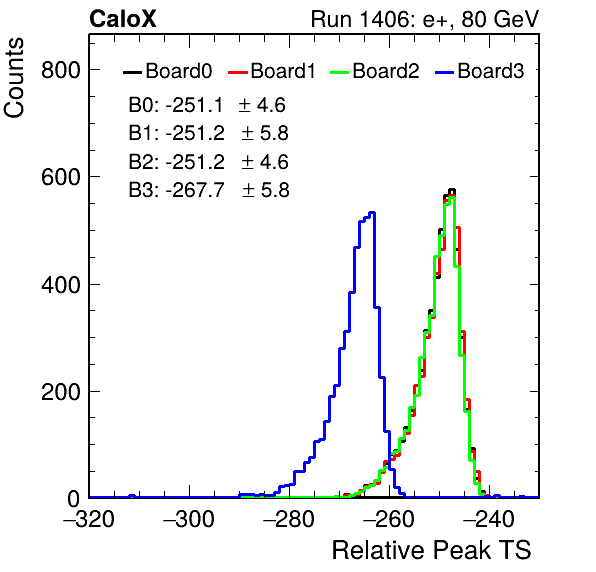 CaloX Run 1406: e+, 80 GeV
Counts
Board0 Board1 Board2 Board3
B0: -251.1 ± 4.6
B1: -251.2 ± 5.8
B2: -251.2 ± 4.6
B3: -267.7 ± 5.8
800
600
400
200
0
−320 −300 −280 −260 −240
Relative Peak TS